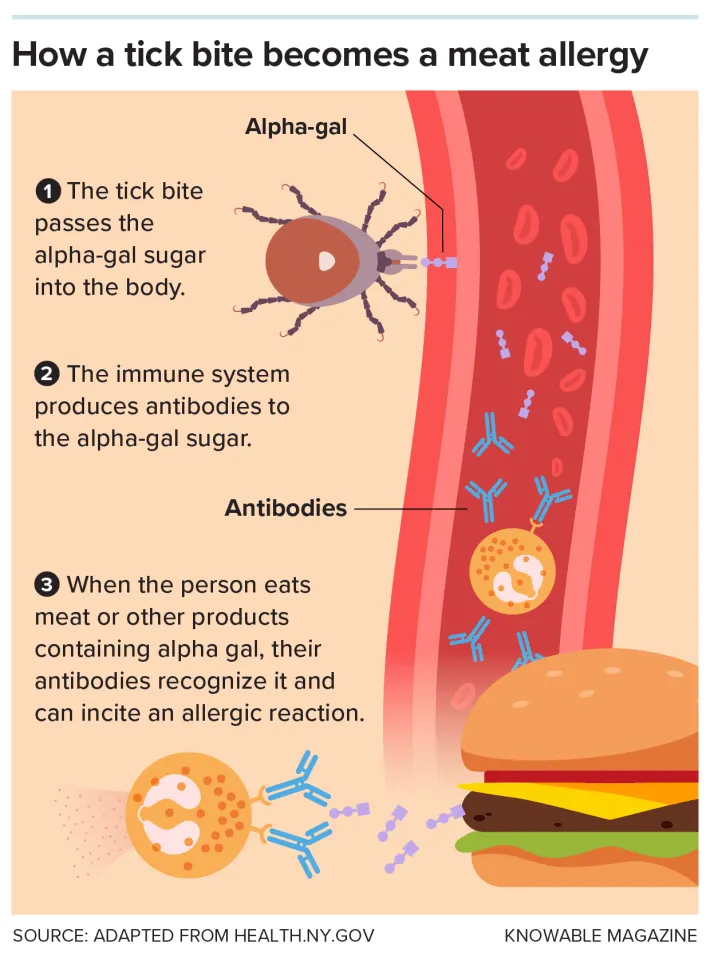 How a tick bite becomes a meat allergy
Alpha-gal
1 The tick bite
passes the
alpha-gal sugar
into the body.
2 The immune system
produces antibodies to
the alpha-gal sugar.
Antibodies
3 When the person eats
meat or other products
containing alpha gal, their
antibodies recognize it and
can incite an allergic reaction.
SOURCE: ADAPTED FROM HEALTH.NY.GOV
KNOWABLE MAGAZINE